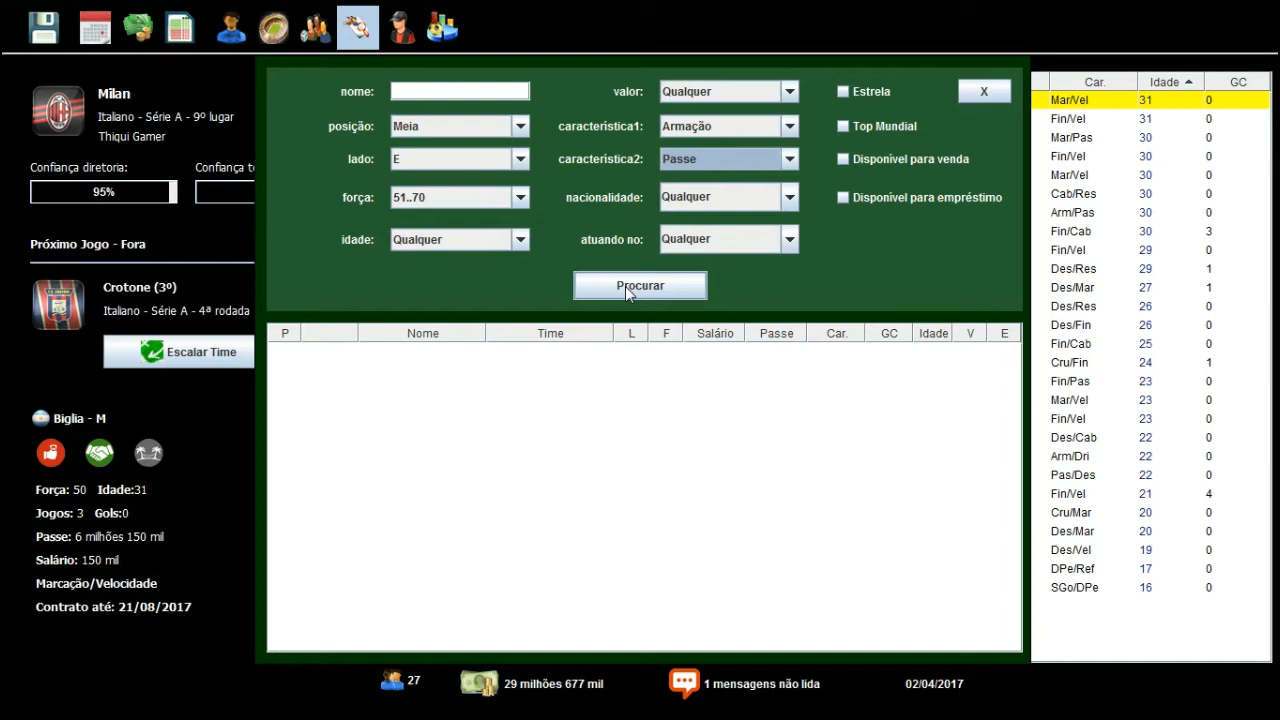 Milan
Italiano - Série A - 9º lugar
Thiqui Gamer
Confiança diretoria:
Confiança t
95%
Próximo Jogo - Fora
Crotone (3º)
Italiano - Série A - 4ª rodada
Escalar Time
Biglia - M
Força: 50 Idade:31
Jogos: 3 Gols:0
Passe: 6 milhões 150 mil
Salário: 150 mil
Marcação/Velocidade
Contrato até: 21/08/2017
nome: valor: Qualquer Estrela X
posição: Meia característica1: Armação Top Mundial
lado: E característica2: Passe Disponivel para venda
força: 51..70 nacionalidade: Qualquer Disponivel para empréstimo
idade: Qualquer atuando no: Qualquer
Procurar
P Nome Time L F Salário Passe Car. GC Idade V E
Car. Idade GC
Mar/Vel 31 0
Fin/Vel 31 0
Mar/Pas 30 0
Fin/Vel 30 0
Mar/Vel 30 0
Cab/Res 30 0
Arm/Pas 30 0
Fin/Cab 30 3
Fin/Vel 29 0
Des/Res 29 1
Des/Mar 27 1
Des/Res 26 0
Des/Fin 26 0
Fin/Cab 25 0
Cru/Fin 24 1
Fin/Pas 23 0
Mar/Vel 23 0
Fin/Vel 23 0
Des/Cab 22 0
Arm/Dri 22 0
Pas/Des 22 0
Fin/Vel 21 4
Cru/Mar 20 0
Des/Mar 20 0
Des/Vel 19 0
DPe/Ref 17 0
SGo/DPe 16 0
27
29 milhões 677 mil
1 mensagens não lida
02/04/2017